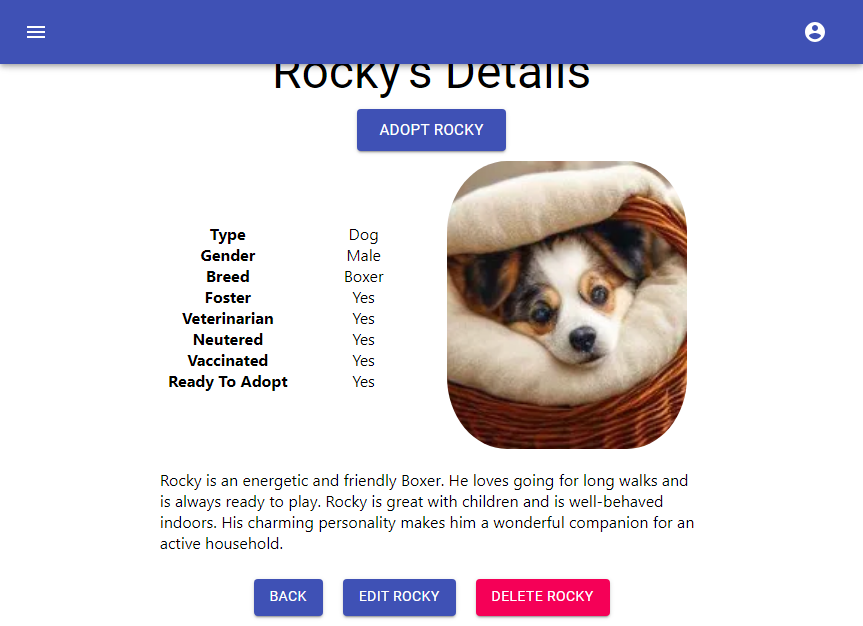 Rocky's Details
ADOPT ROCKY
Type Dog
Gender Male
Breed Boxer
Foster Yes
Veterinarian Yes
Neutered Yes
Vaccinated Yes
Ready To Adopt Yes
Rocky is an energetic and friendly Boxer. He loves going for long walks and
is always ready to play. Rocky is great with children and is well-behaved
indoors. His charming personality makes him a wonderful companion for an
active household.
BACK EDIT ROCKY DELETE ROCKY